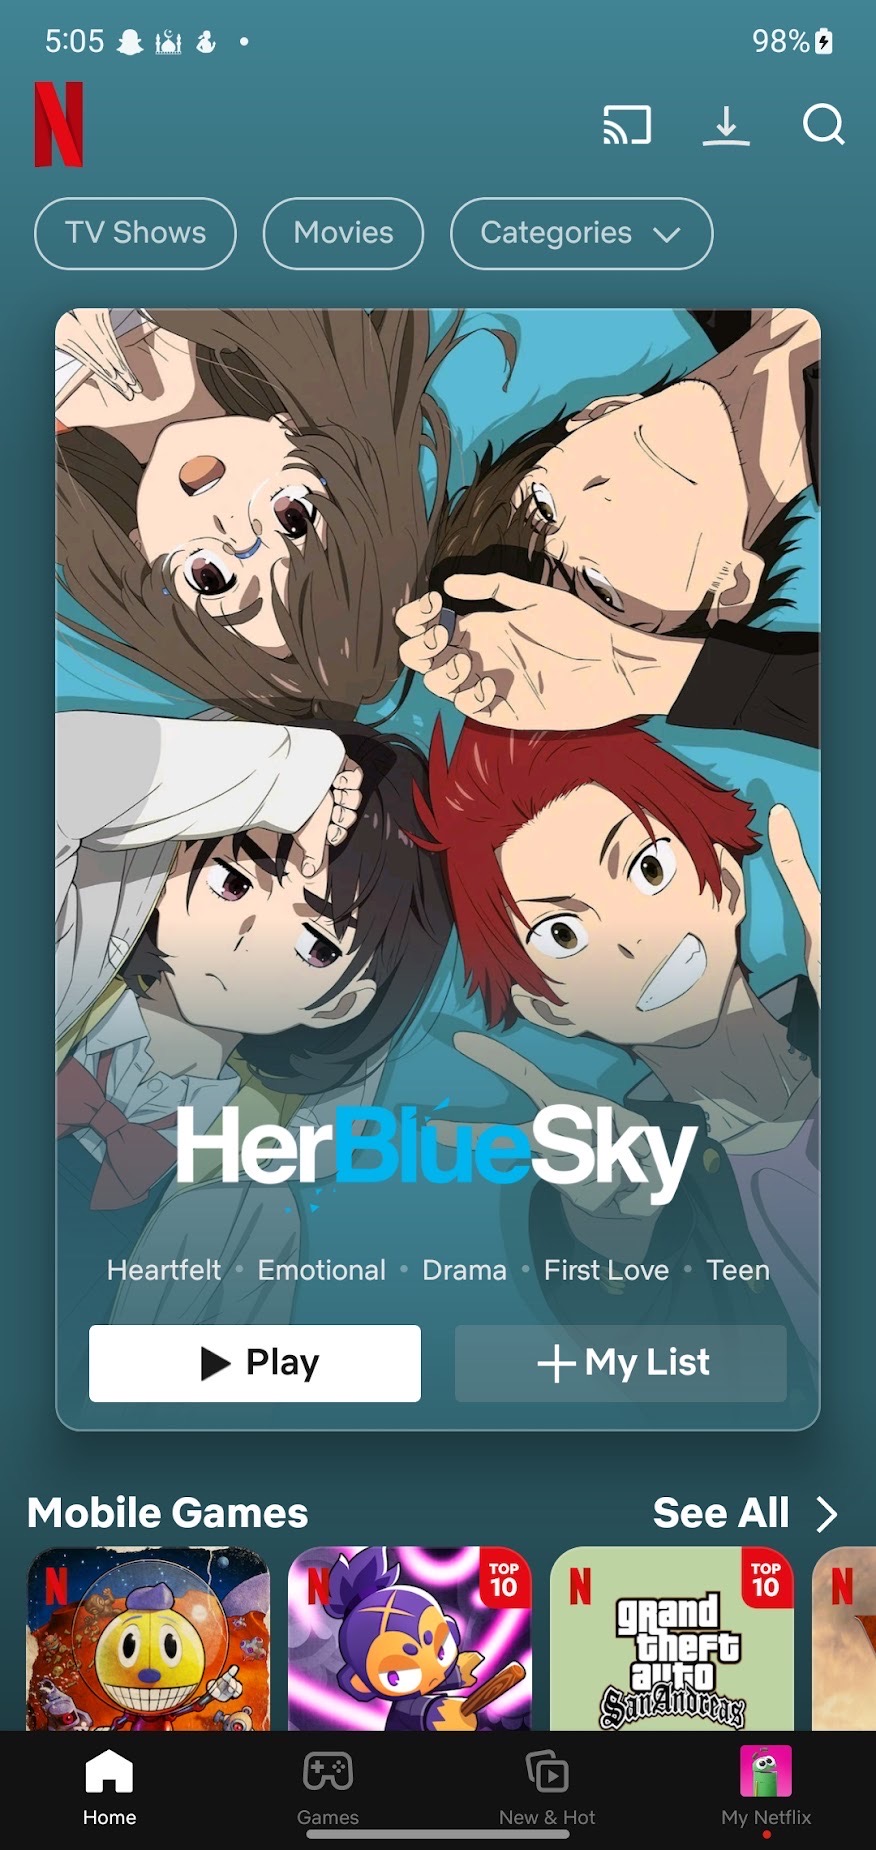 5:05
98%
N
TV Shows
Movies
Categories
HerBlueSky
Heartfelt • Emotional • Drama • First Love • Teen
Play
My List
Mobile Games
See All
N
N
TOP
10
N
TOP
10
grand
theft
auto
San Andreas
N
Home
Games
New & Hot
My Netflix